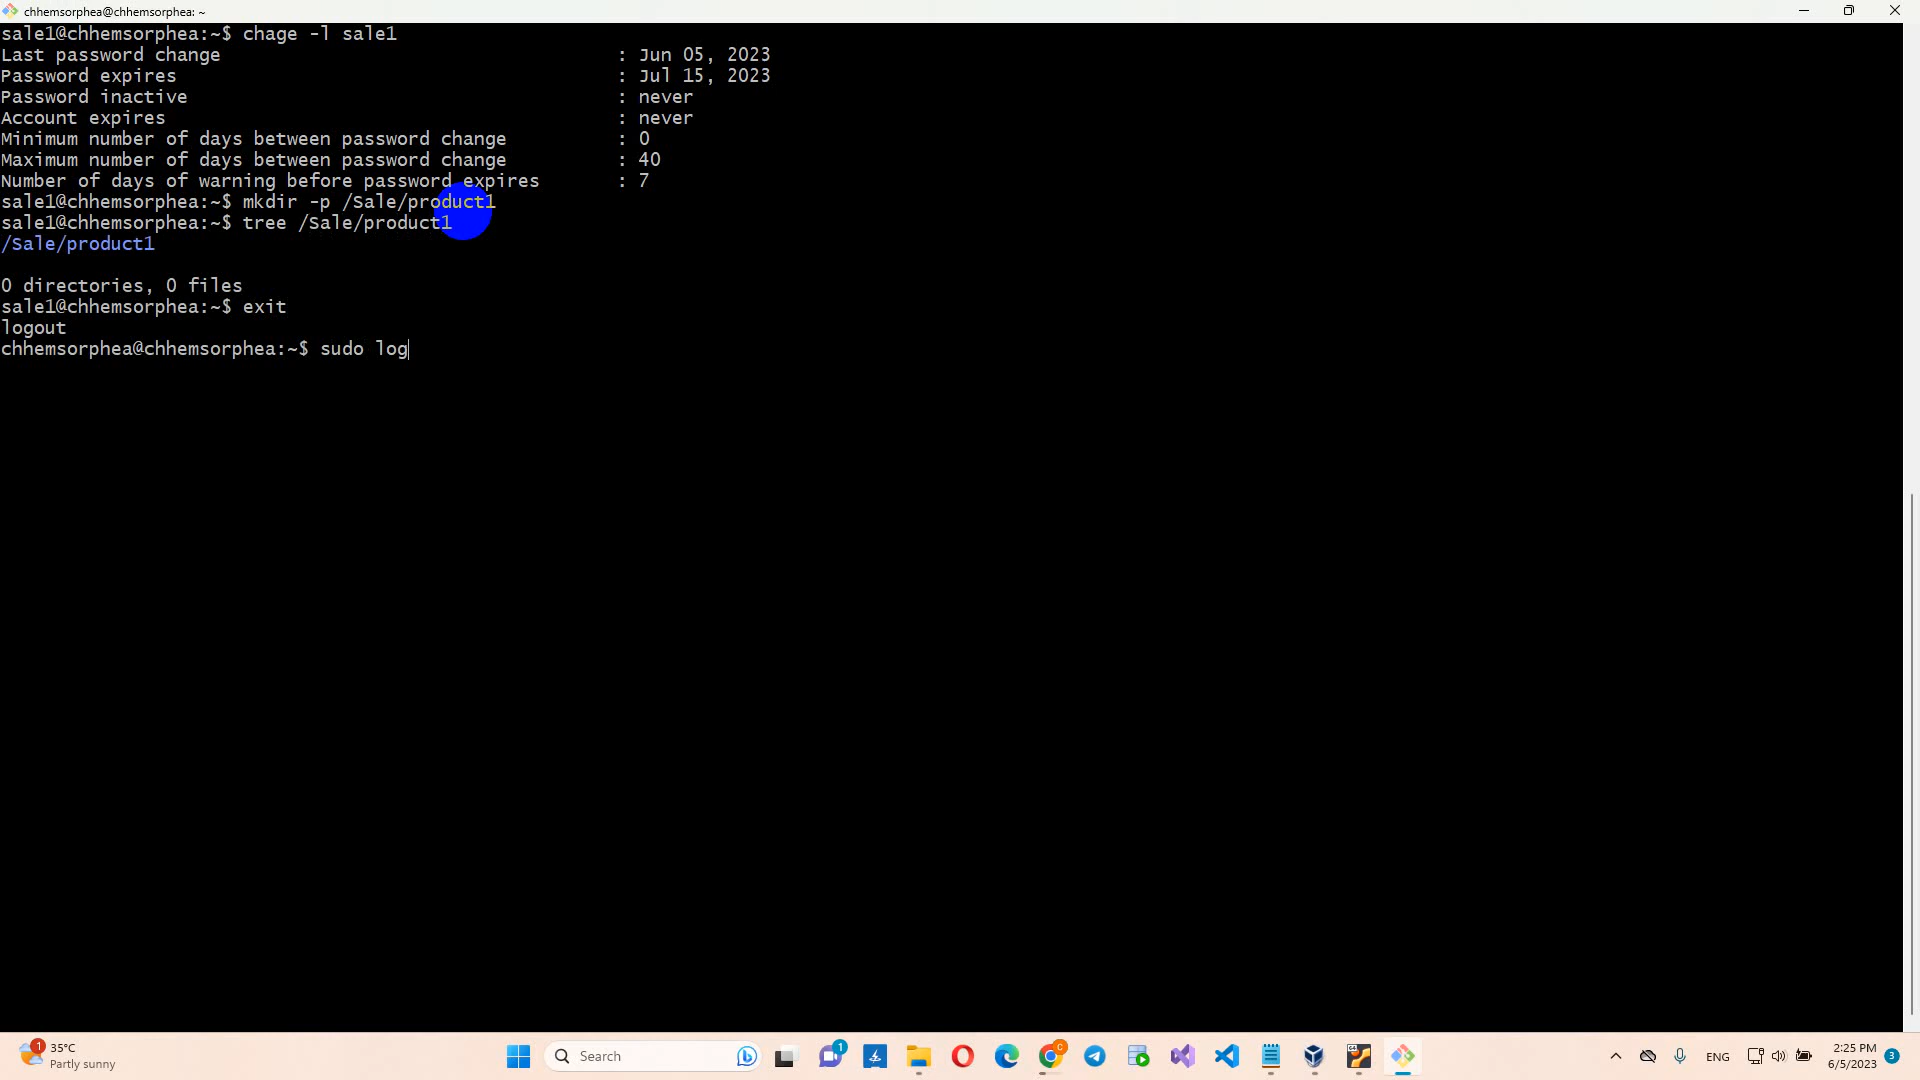 chhemsorphea@chhemsorphea: ~
sale1@chhemsorphea:~$ chage -l sale1
Last password change : Jun 05, 2023
Password expires : Jul 15, 2023
Password inactive : never
Account expires : never
Minimum number of days between password change : 0
Maximum number of days between password change : 40
Number of days of warning before password expires : 7
sale1@chhemsorphea:~$ mkdir -p /Sale/product1
sale1@chhemsorphea:~$ tree /Sale/product1
/Sale/product1
0 directories, 0 files
sale1@chhemsorphea:~$ exit
logout
chhemsorphea@chhemsorphea:~$ sudo log
1
35°C
Partly sunny
Search
1
C
64
ENG
2:25 PM
6/5/2023
3